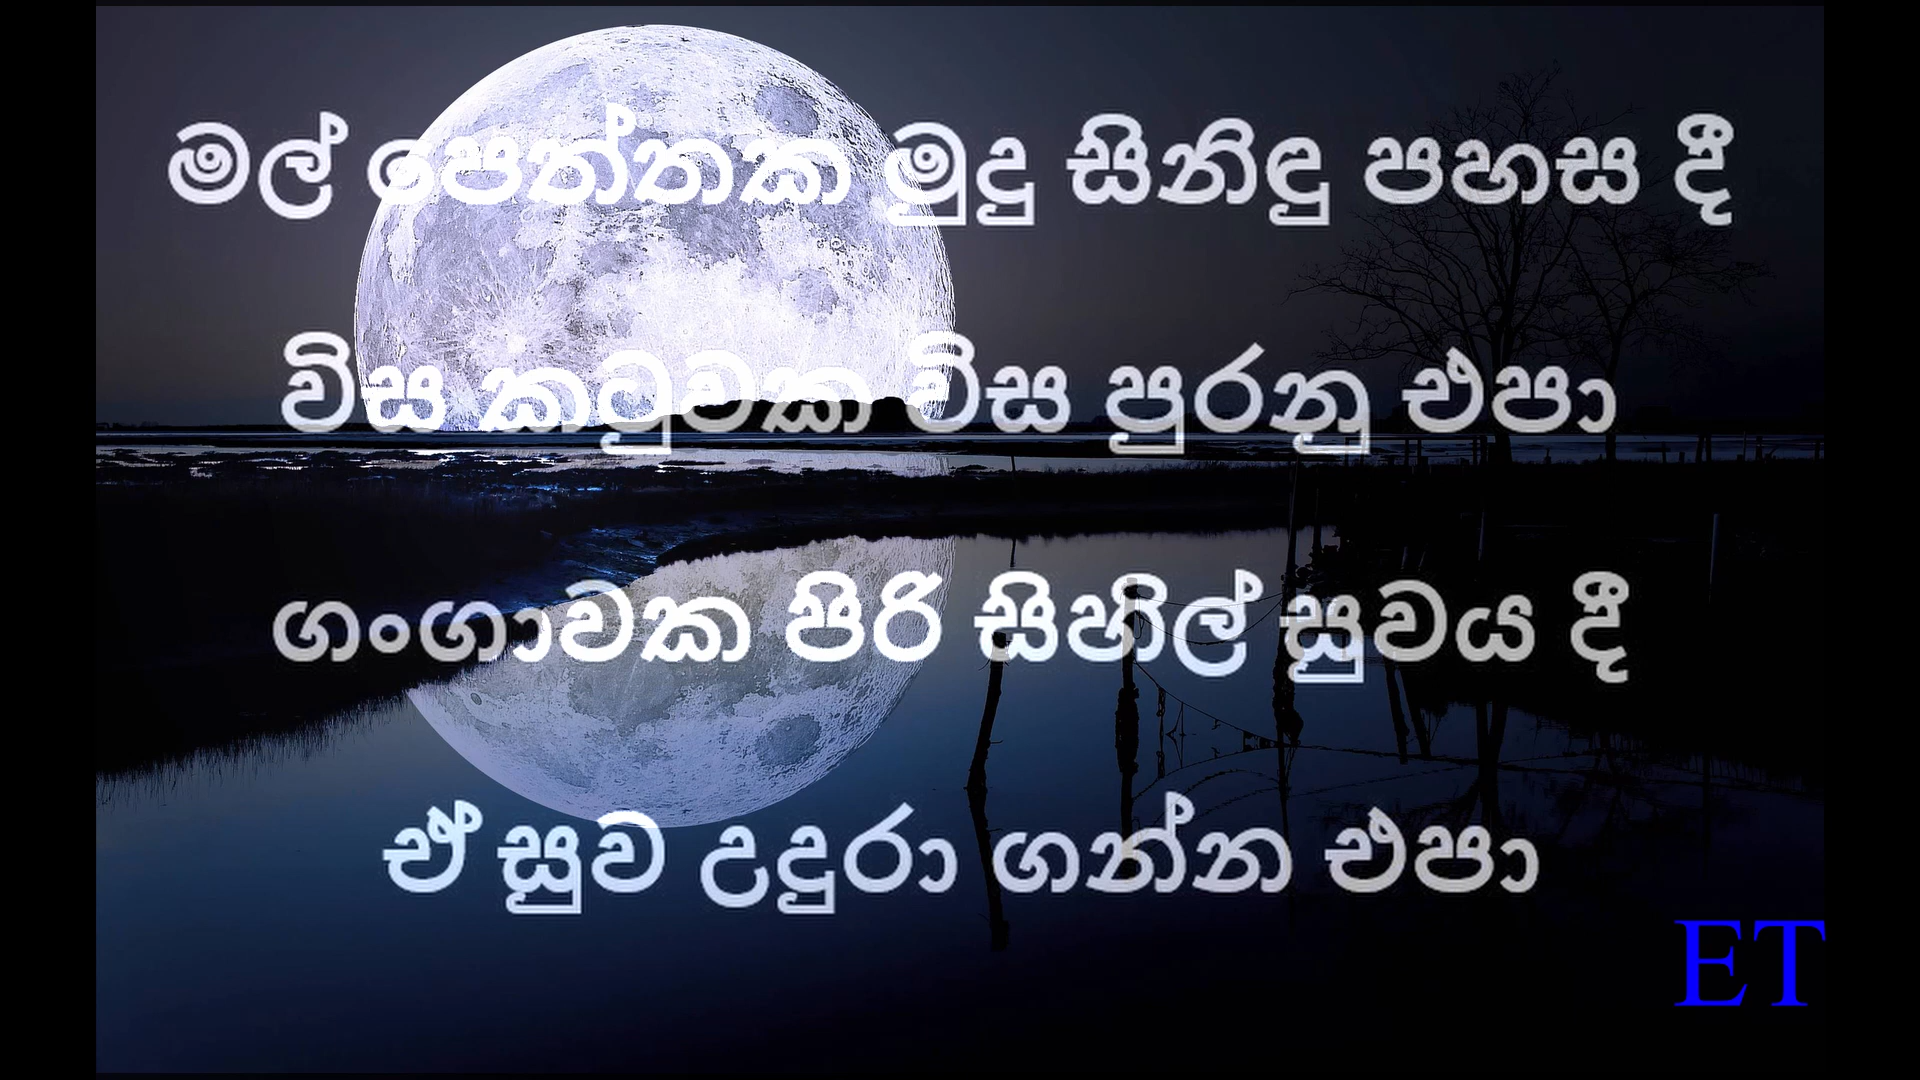 මල් පෙත්තක මුදු සිනිඳු පහස දී
විස කටුවක විස පුරනු එපා
ගංගාවක පිරි සිහිල් සුවය දී
ඒ සුව උදුරා ගන්න එපා
ET